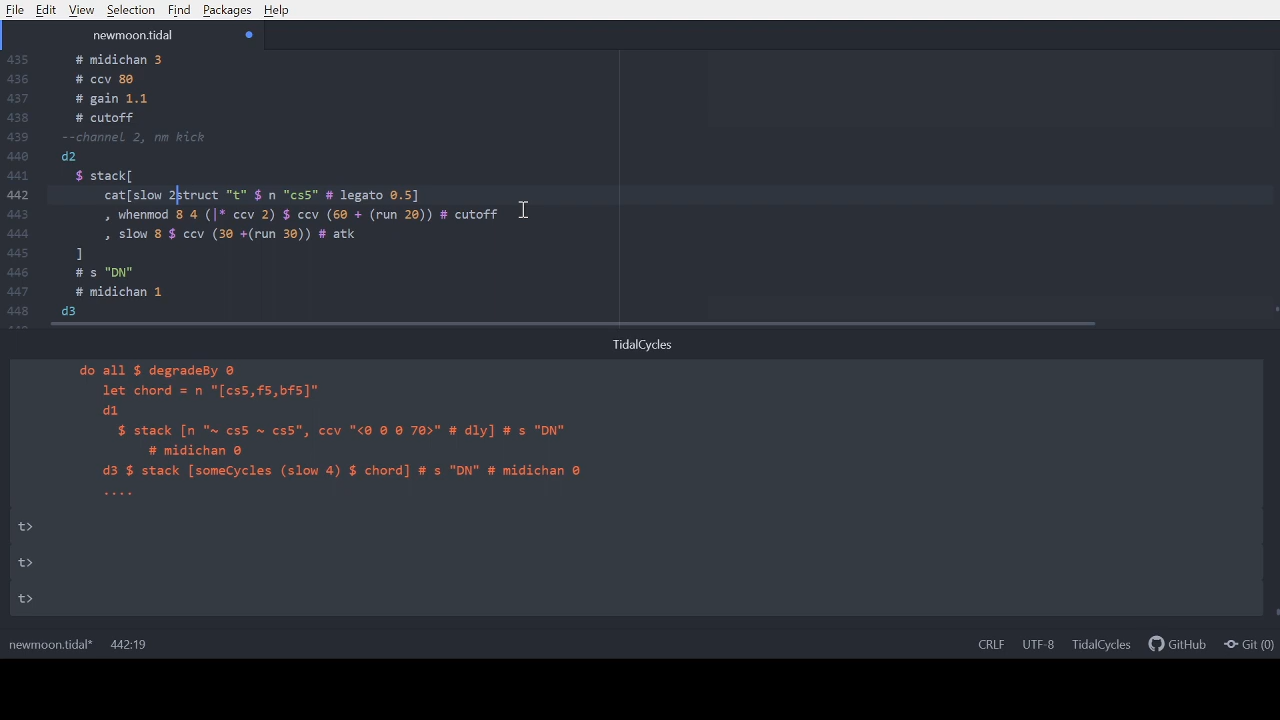 File Edit View Selection Find Packages Help
newmoon.tidal
435 # midichan 3
436 # ccv 80
437 # gain 1.1
438 # cutoff
439 --channel 2, nm kick
440 d2
441 $ stack[
442 cat[slow 2struct "t" $ n "cs5" # legato 0.5]
443 , whenmod 8 4 (|* ccv 2) $ ccv (60 + (run 20)) # cutoff
444 , slow 8 $ ccv (30 +(run 30)) # atk
445 ]
446 # s "DN"
447 # midichan 1
448 d3
TidalCycles
do all $ degradeBy 0
let chord = n "[cs5,f5,bf5]"
d1
$ stack [n "~ cs5 ~ cs5", ccv "<0 0 0 70>" # dly] # s "DN"
# midichan 0
d3 $ stack [someCycles (slow 4) $ chord] # s "DN" # midichan 0
....
t>
t>
t>
newmoon.tidal* 442:19 CRLF UTF-8 TidalCycles GitHub Git (0)